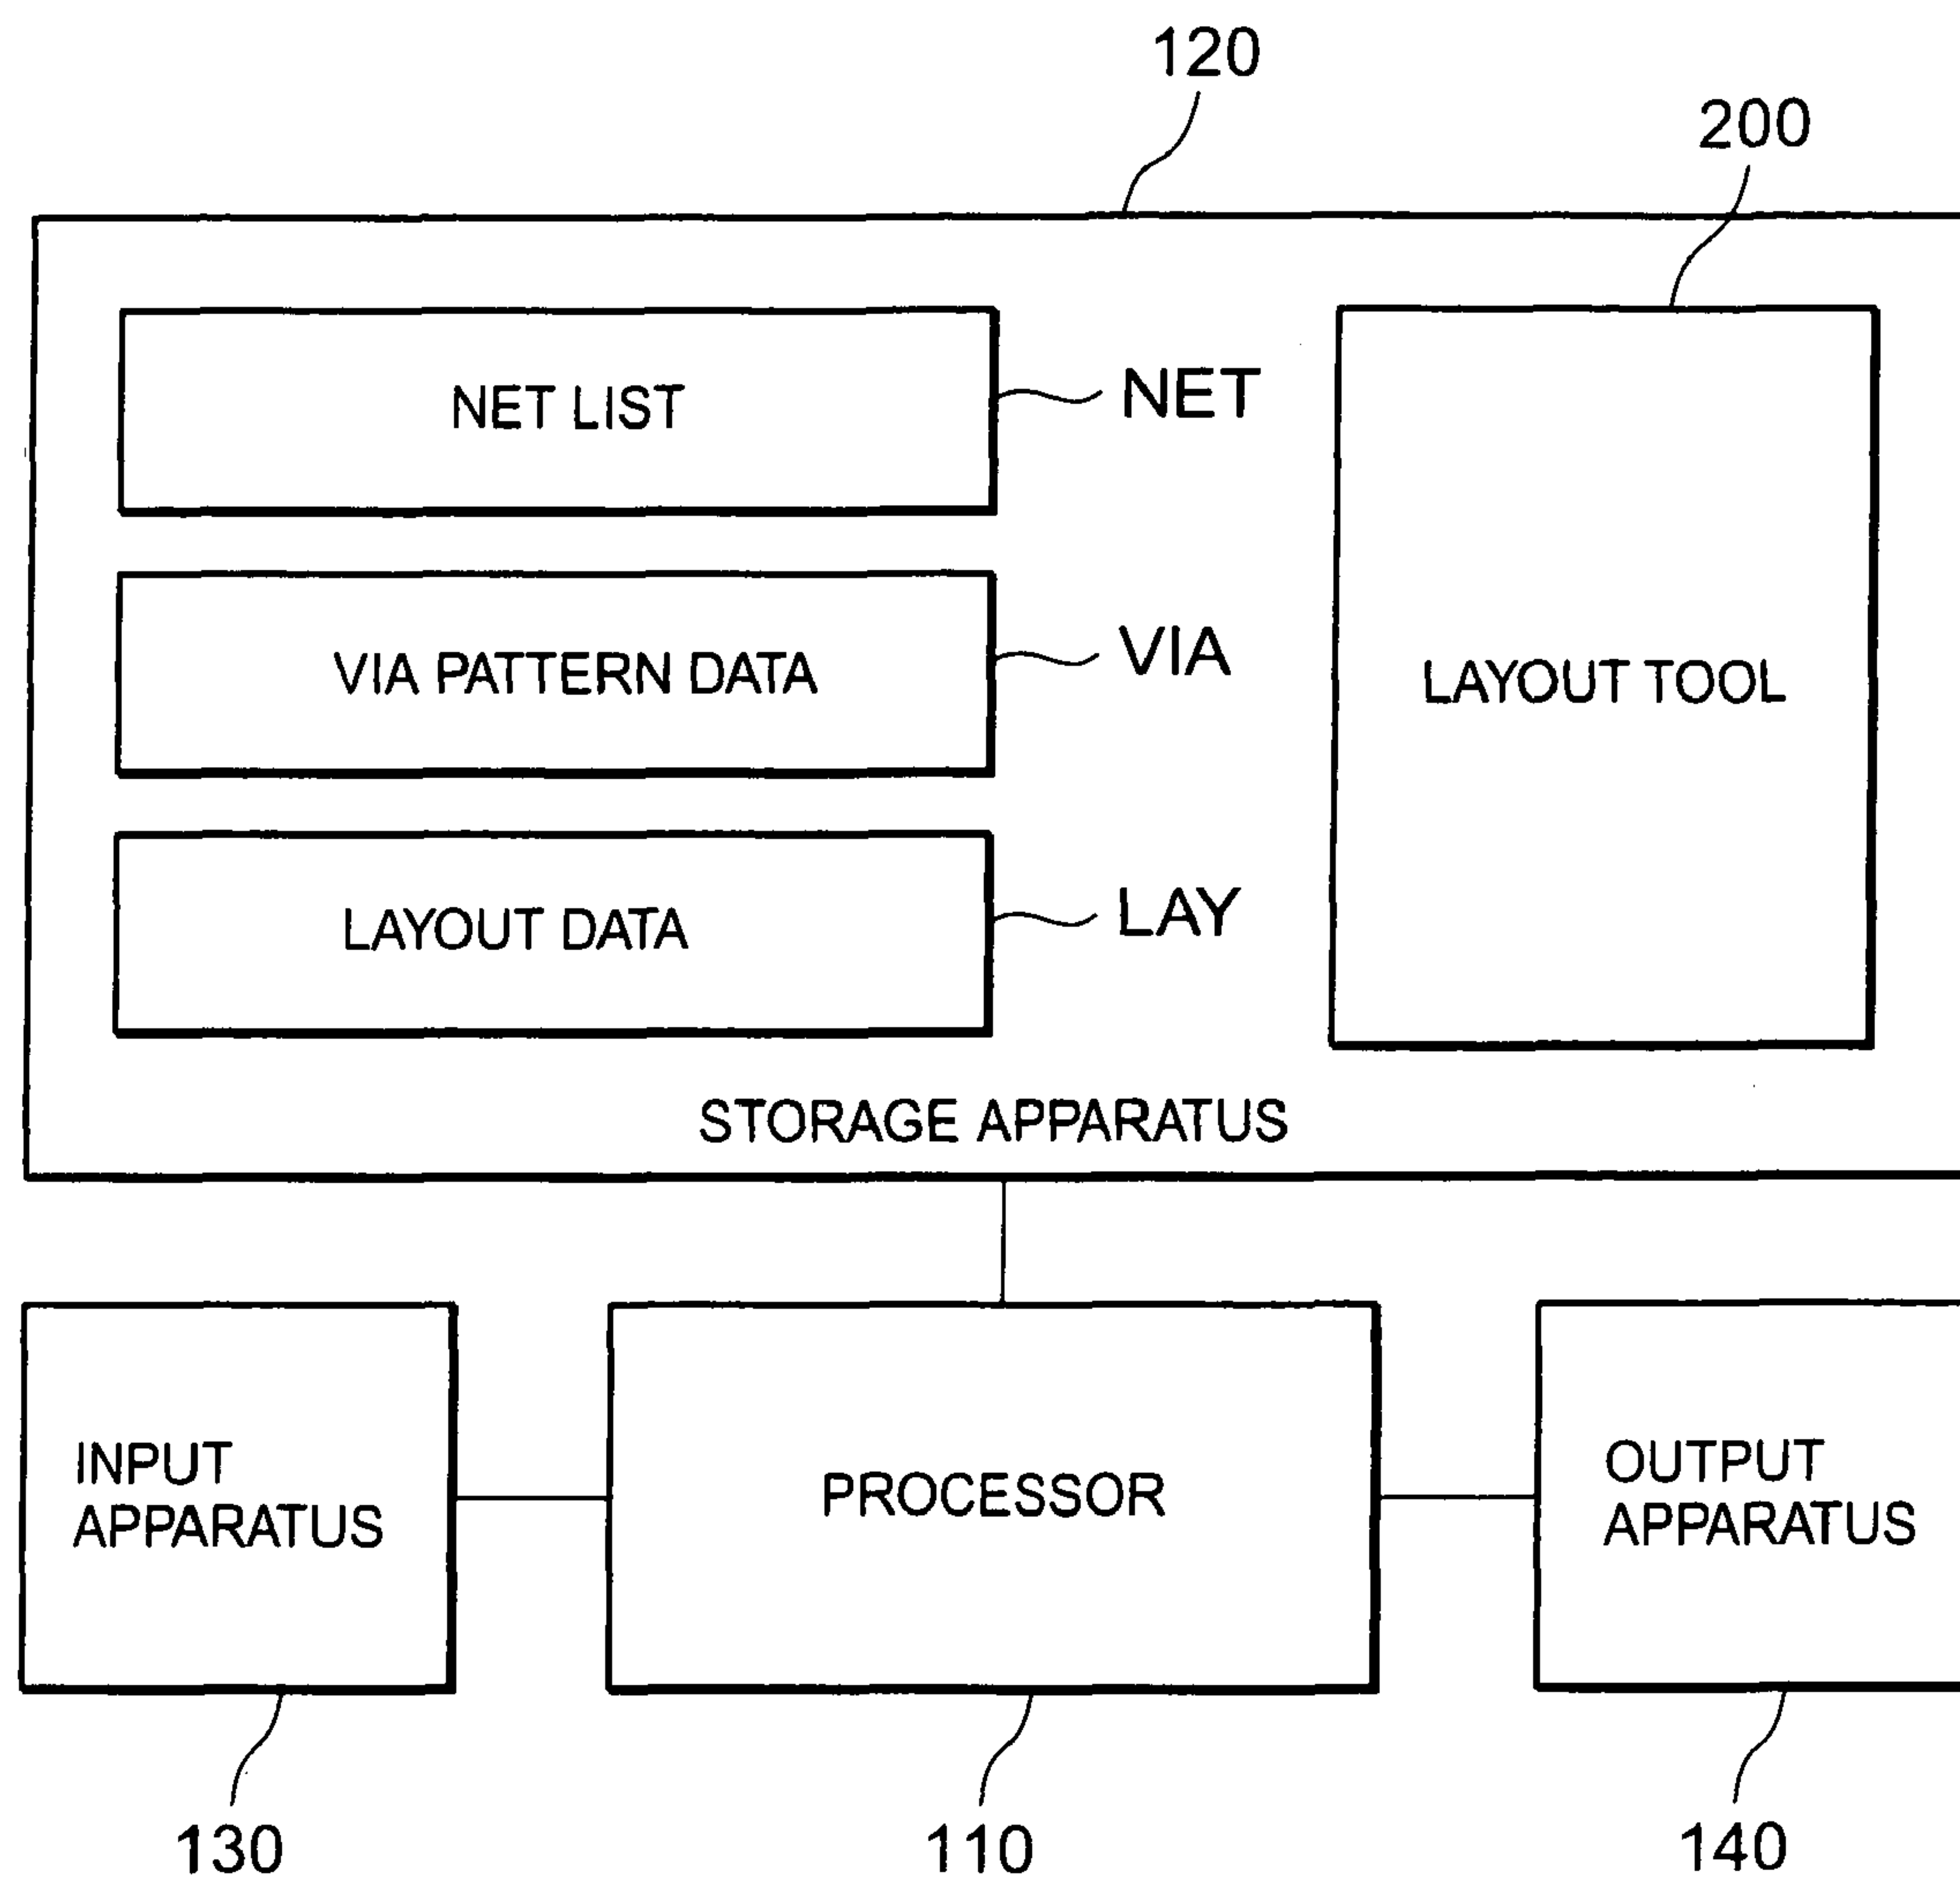 120
200
NET LIST
NET
VIA PATTERN DATA
VIA
LAYOUT TOOL
LAYOUT DATA
LAY
STORAGE APPARATUS
INPUT
APPARATUS
PROCESSOR
OUTPUT
APPARATUS
130
110
140